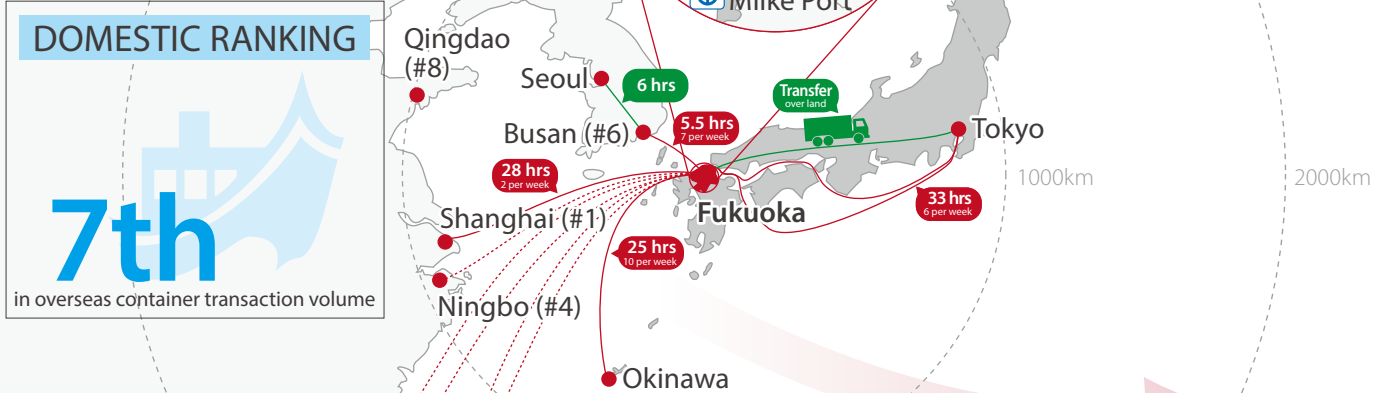 Miike Port
DOMESTIC RANKING
7th
in overseas container transaction volume
Qingdao
(#8)
Seoul
6 hrs
Busan (#6)
5.5 hrs
7 per week
Transfer
over land
Tokyo
28 hrs
2 per week
1000km
2000km
33 hrs
6 per week
Shanghai (#1)
Fukuoka
25 hrs
10 per week
Ningbo (#4)
Okinawa